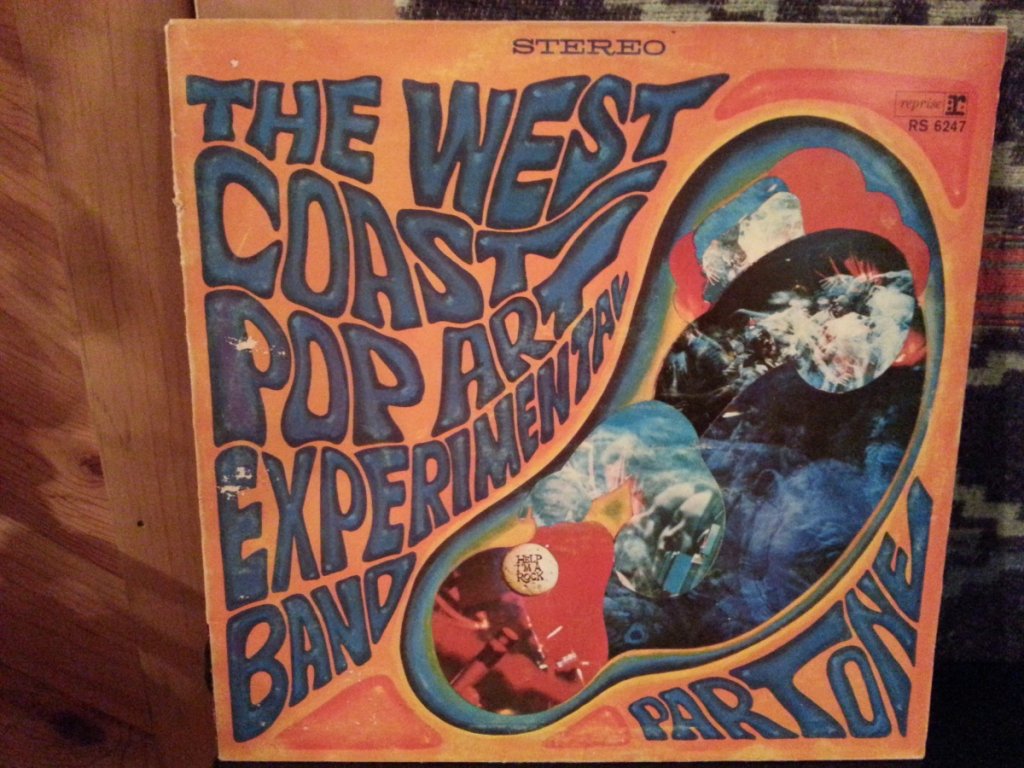 STEREO
reprise r:
RS 6247
THE WEST
COAST
POP ART
EXPERIMENTAL
BAND
HELP
I'M A
ROCK
PART ONE